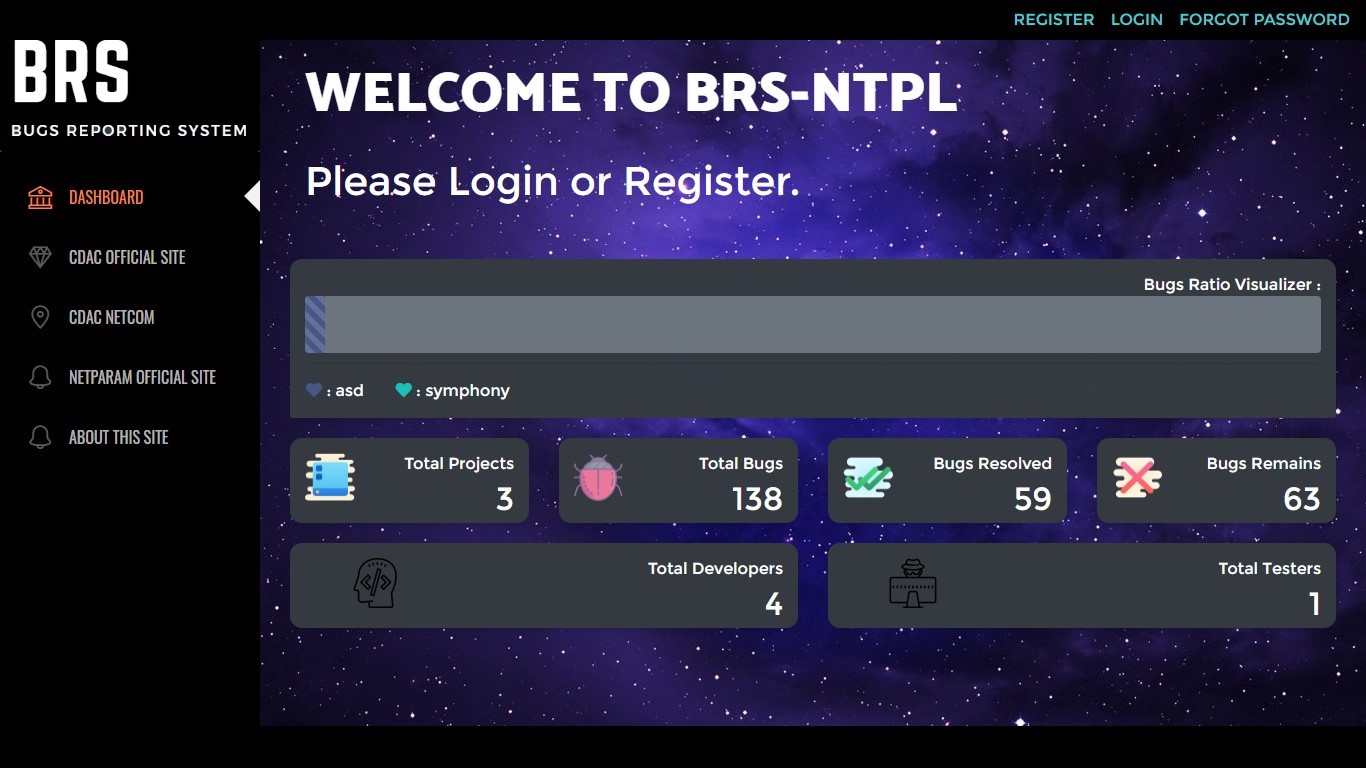 REGISTER LOGIN FORGOT PASSWORD
BRS
BUGS REPORTING SYSTEM
DASHBOARD
CDAC OFFICIAL SITE
CDAC NETCOM
NETPARAM OFFICIAL SITE
ABOUT THIS SITE
WELCOME TO BRS-NTPL
Please Login or Register.
Bugs Ratio Visualizer :
: asd : symphony
Total Projects
3
Total Bugs
138
Bugs Resolved
59
Bugs Remains
63
Total Developers
4
Total Testers
1